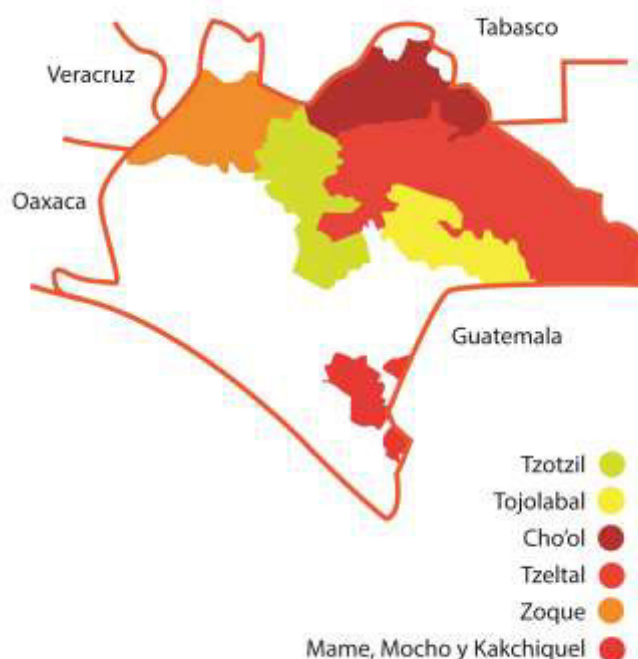 Tabasco
Veracruz
Oaxaca
Guatemala
Tzotzil
Tojolabal
Cho'ol
Tzeltal
Zoque
Mame, Mocho y Kakchiquel